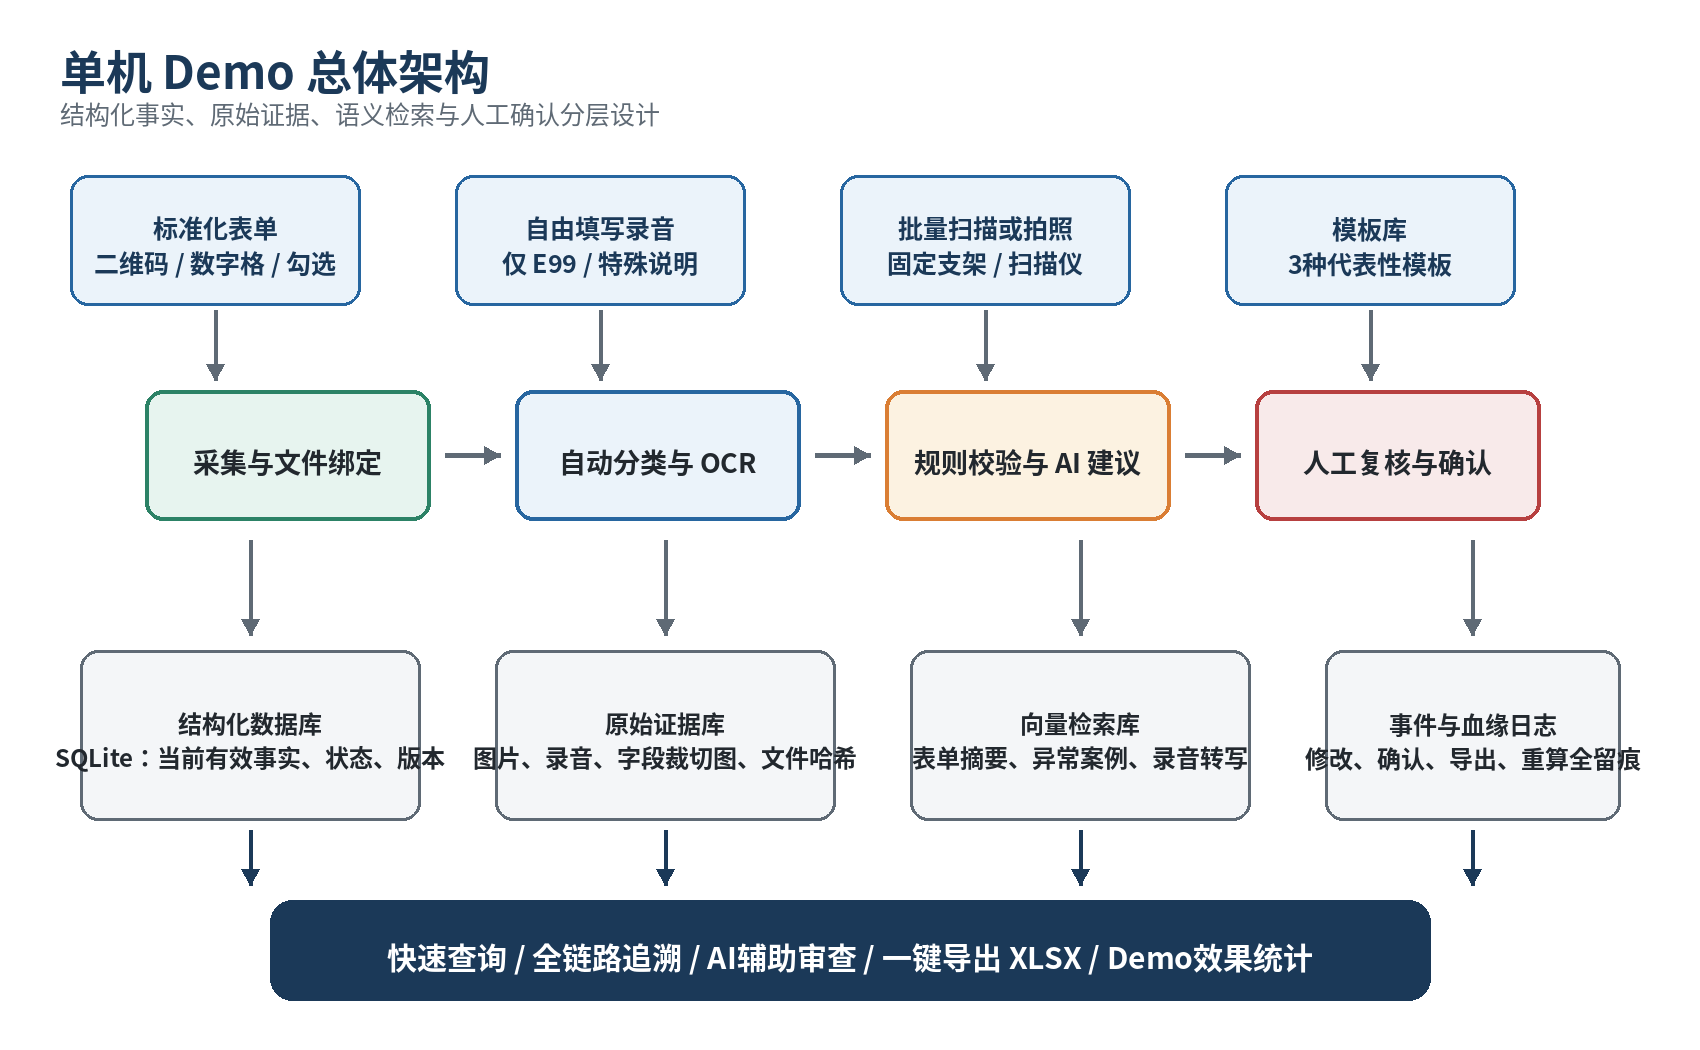 单机 Demo 总体架构
结构化事实、原始证据、语义检索与人工确认分层设计
标准化表单
二维码 / 数字格 / 勾选
自由填写录音
仅 E99 / 特殊说明
批量扫描或拍照
固定支架 / 扫描仪
模板库
3种代表性模板
采集与文件绑定
自动分类与 OCR
规则校验与 AI 建议
人工复核与确认
结构化数据库
SQLite：当前有效事实、状态、版本
原始证据库
图片、录音、字段裁切图、文件哈希
向量检索库
表单摘要、异常案例、录音转写
事件与血缘日志
修改、确认、导出、重算全留痕
快速查询 / 全链路追溯 / AI辅助审查 / 一键导出 XLSX / Demo效果统计